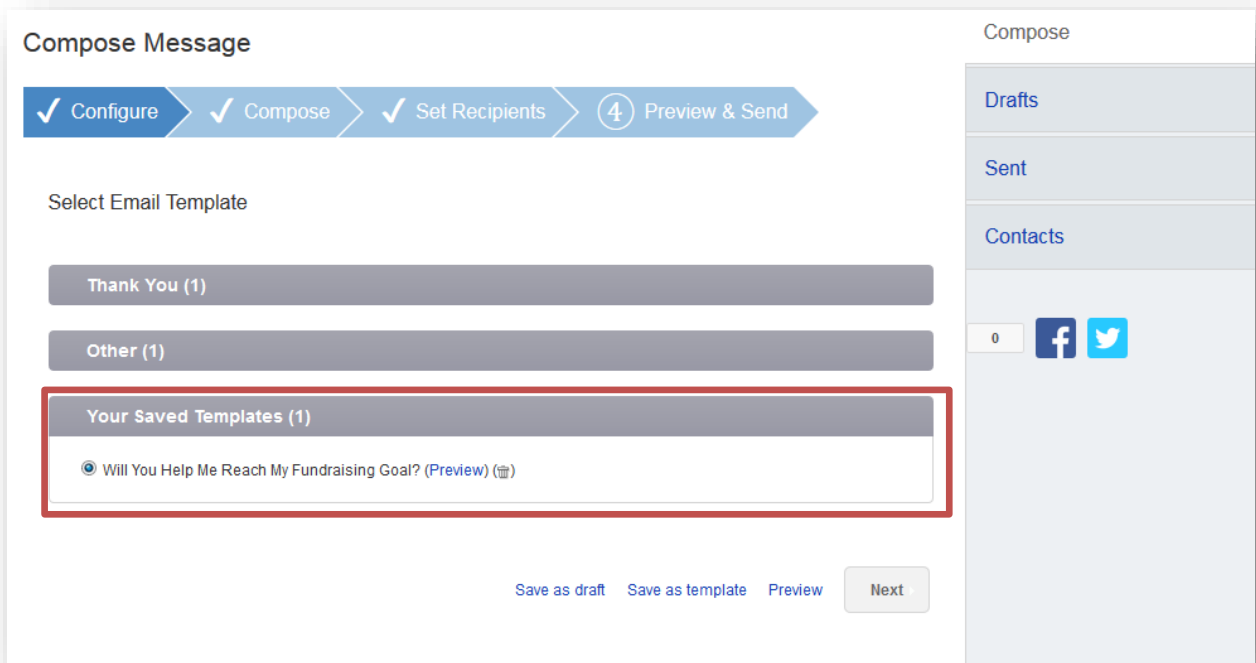 Compose Message
Configure
Compose
Set Recipients
4 Preview & Send
Select Email Template
Thank You (1)
Other (1)
Your Saved Templates (1)
Will You Help Me Reach My Fundraising Goal? (Preview) ()
Save as draft Save as template Preview Next
Compose
Drafts
Sent
Contacts
0 f